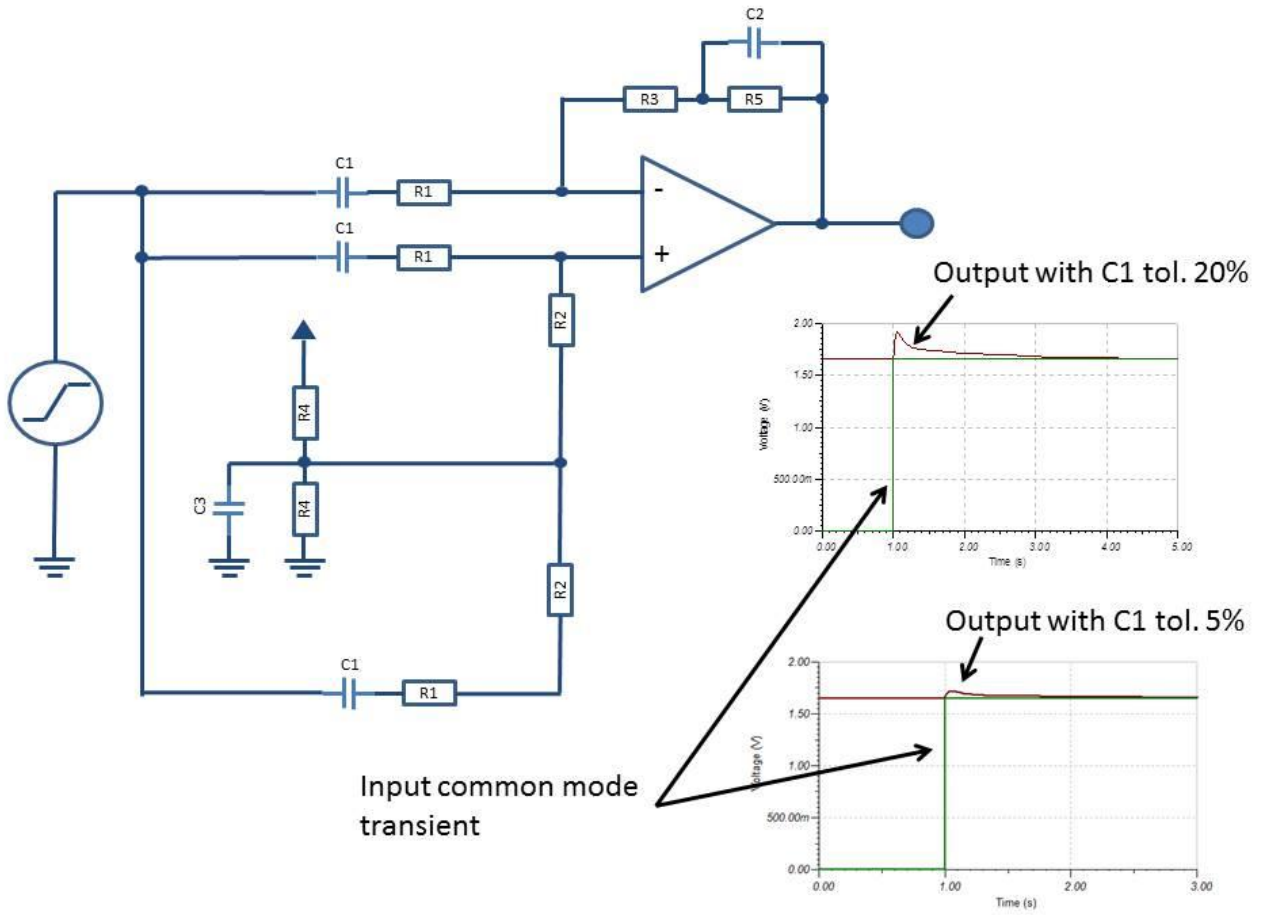 C2
R3
R5
C1
R1
-
C1
R1
+
R2
Output with C1 tol. 20%
R4
2.00
1.50
1.00
500.00m
0.00
Voltage (V)
0.00 1.00 2.00 3.00 4.00 5.00
Time (s)
C3
R4
R2
Output with C1 tol. 5%
C1
R1
2.00
1.50
1.00
500.00m
0.00
Voltage (V)
0.00 1.00 2.00 3.00
Time (s)
Input common mode
transient